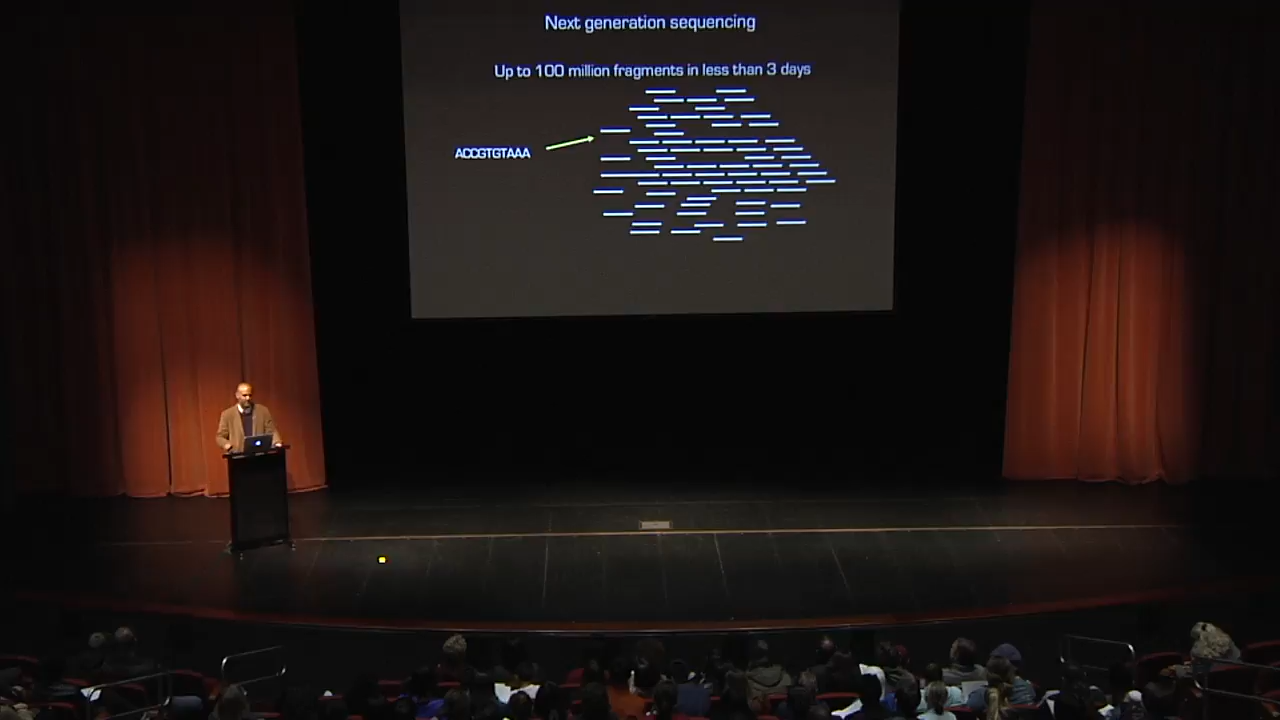 Next generation sequencing
Up to 100 million fragments in less than 3 days
ACCGTGTAAA